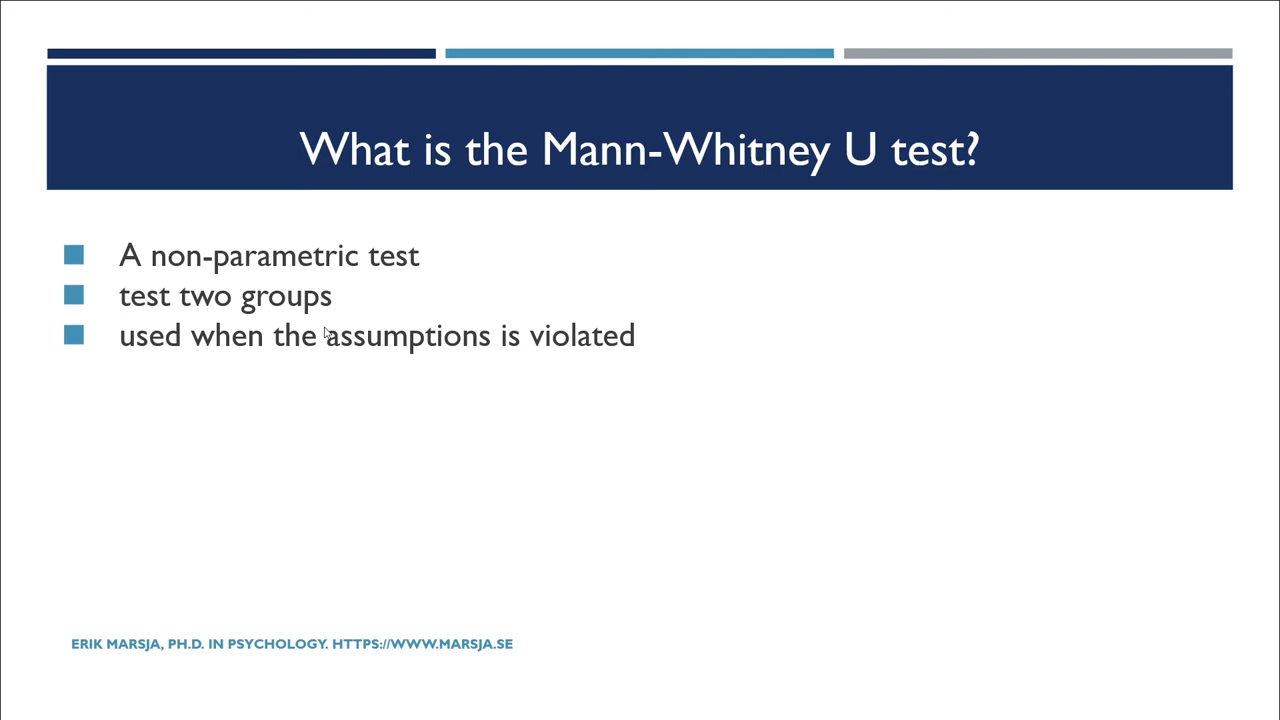 What is the Mann-Whitney U test?
A non-parametric test
test two groups
used when the assumptions is violated
ERIK MARSJA, PH.D. IN PSYCHOLOGY. HTTPS://WWW.MARSJA.SE